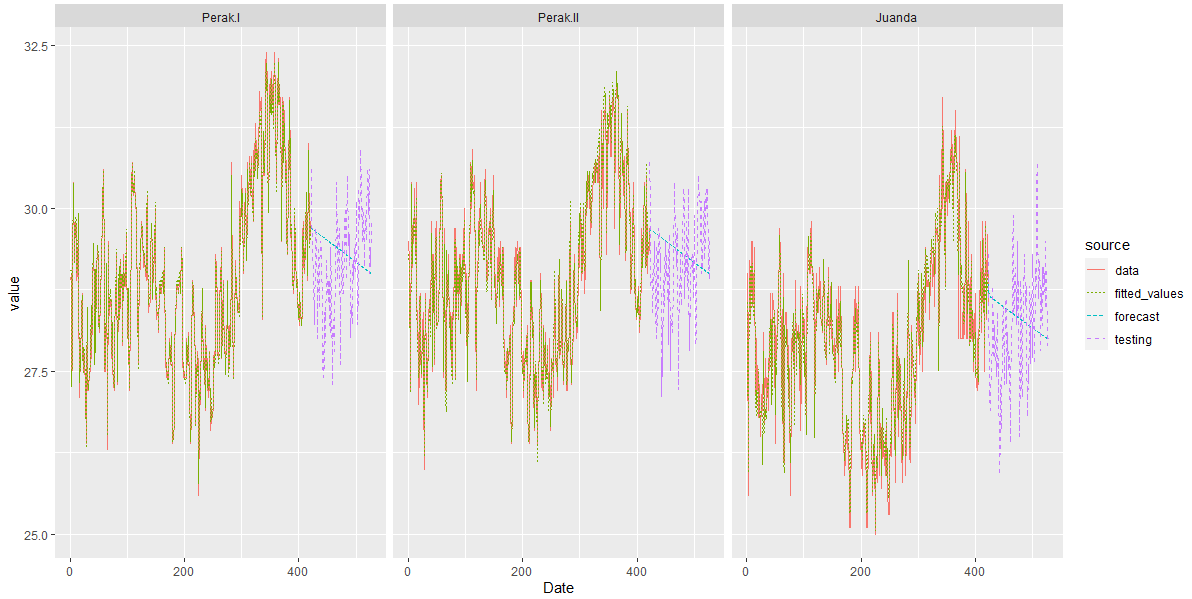 Perak.I Perak.II Juanda
32.5
30.0
27.5
25.0
value
0 200 400 0 200 400 0 200 400
Date
source
data
fitted_values
forecast
testing